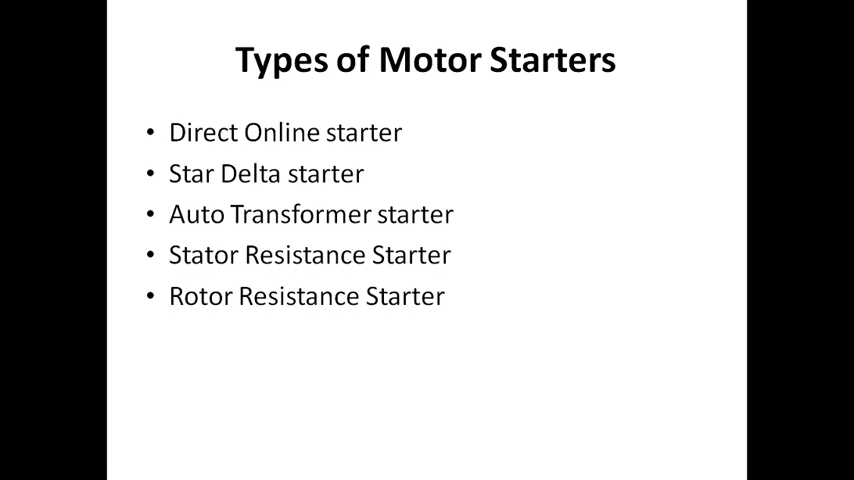 Types of Motor Starters
• Direct Online starter
• Star Delta starter
• Auto Transformer starter
• Stator Resistance Starter
• Rotor Resistance Starter